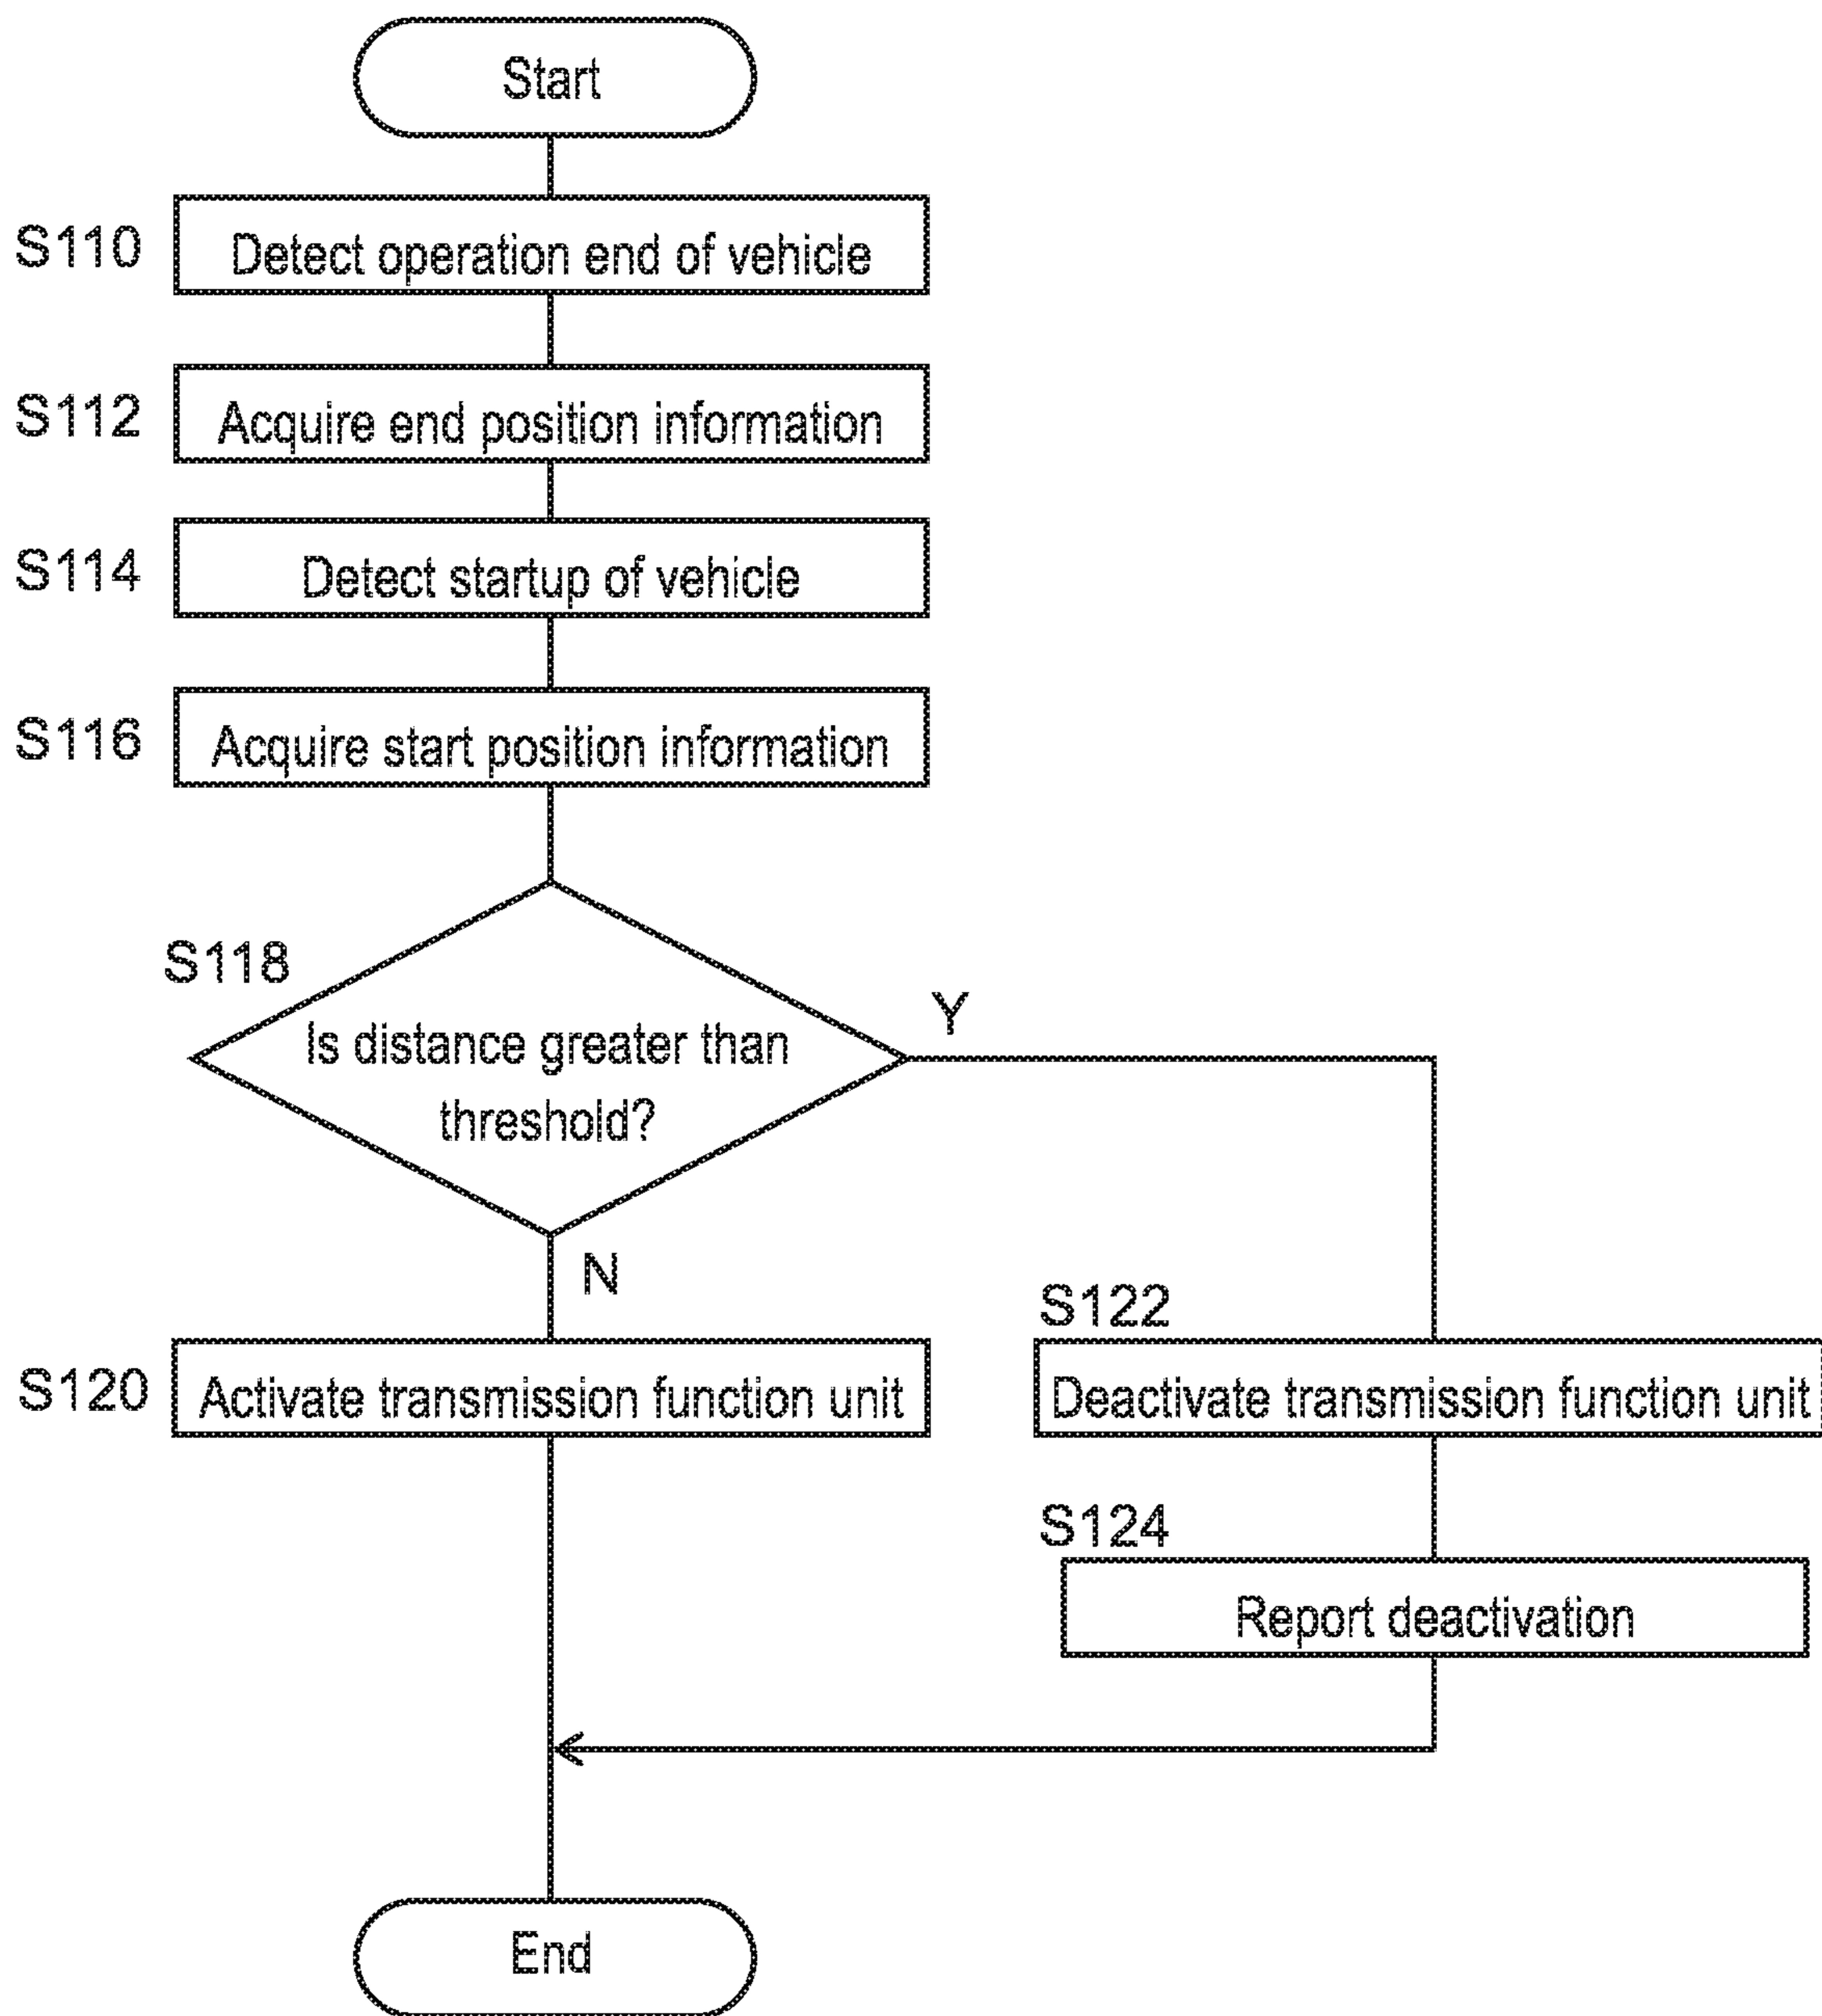 Start
S110
Detect operation end of vehicle
S112
Acquire end position information
S114
Detect startup of vehicle
S116
Acquire start position information
S118
Is distance greater than
threshold?
Y
N
S120
Activate transmission function unit
S122
Deactivate transmission function unit
S124
Report deactivation
End